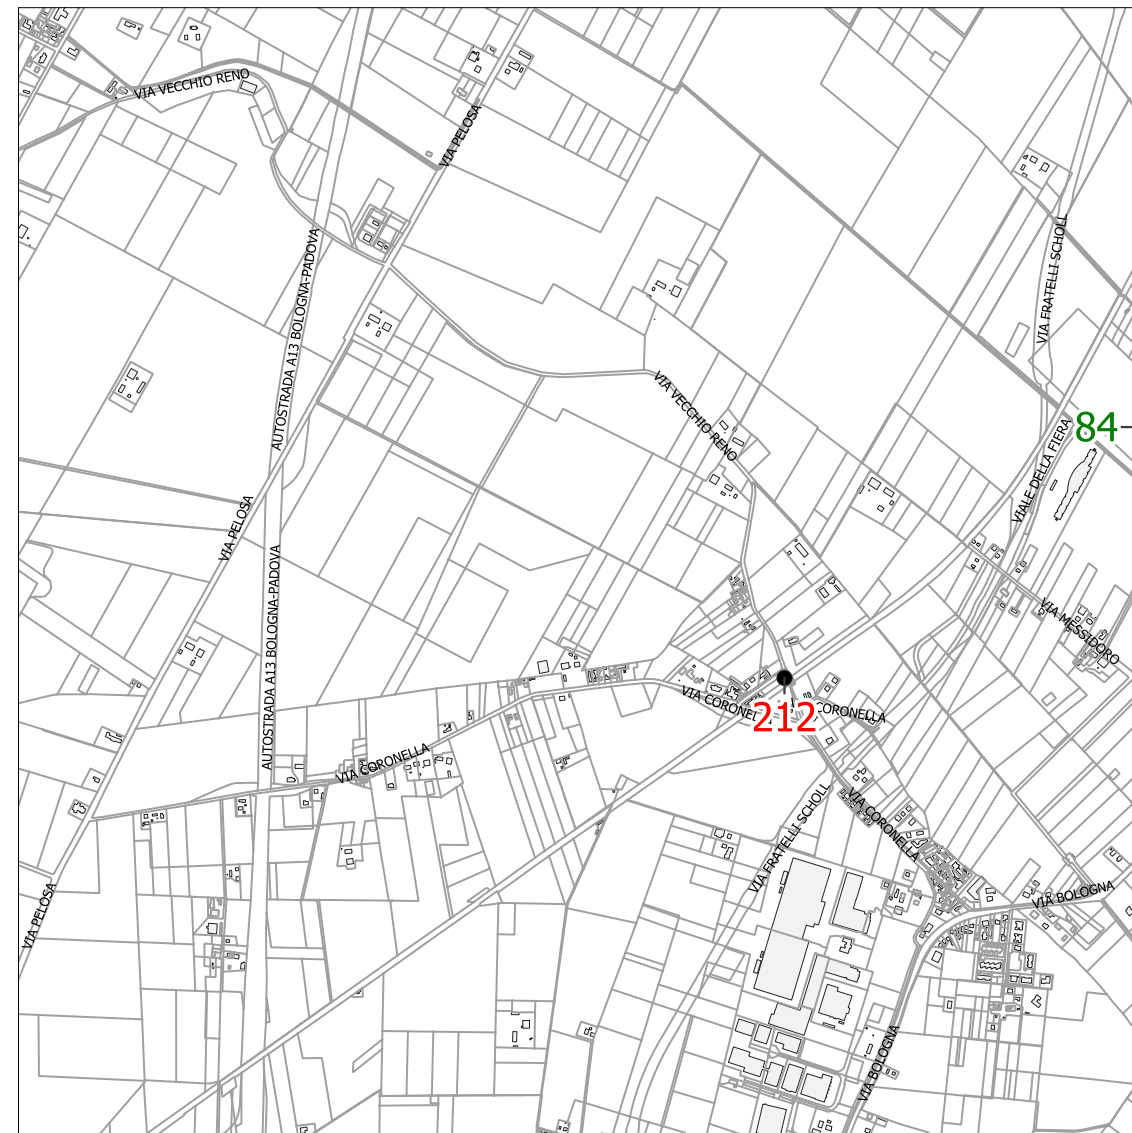 VIA VECCHIO RENO
VIA PELOSA
VIA FRATELLI SCHOLL
AUTOSTRADA A13 BOLOGNA-PADOVA
VIA VECCHIO RENO
84
VIALE DELLA FIERA
VIA PELOSA
AUTOSTRADA A13 BOLOGNA-PADOVA
VIA MESSIDORO
VIA CORONELLA
CORONELLA
212
VIA CORONELLA
VIA FRATELLI SCHOLL
VIA CORONELLA
VIA BOLOGNA
VIA PELOSA
VIA BOLOGNA